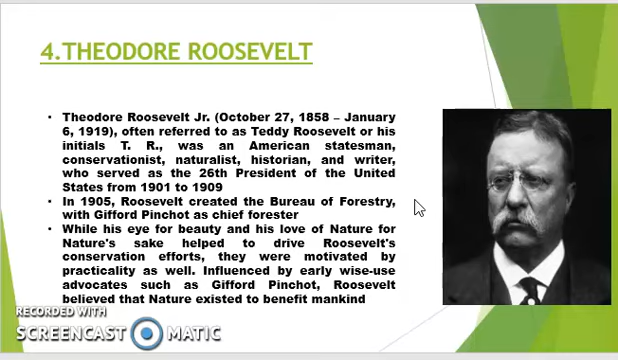 4.THEODORE ROOSEVELT
• Theodore Roosevelt Jr. (October 27, 1858 – January
6, 1919), often referred to as Teddy Roosevelt or his
initials T. R., was an American statesman,
conservationist, naturalist, historian, and writer,
who served as the 26th President of the United
States from 1901 to 1909
• In 1905, Roosevelt created the Bureau of Forestry,
with Gifford Pinchot as chief forester
• While his eye for beauty and his love of Nature for
Nature's sake helped to drive Roosevelt's
conservation efforts, they were motivated by
practicality as well. Influenced by early wise-use
advocates such as Gifford Pinchot, Roosevelt
believed that Nature existed to benefit mankind
RECORDED WITH
SCREENCAST MATIC